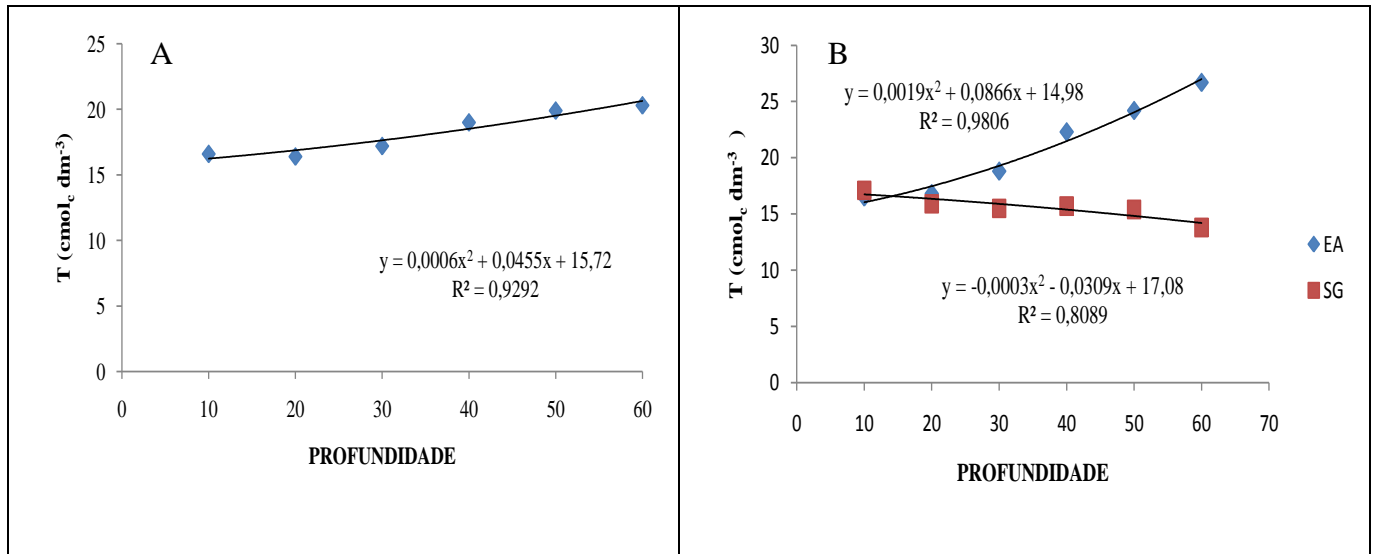 A
25
20
15
10
5
0
T (cmol_c dm⁻³)
y = 0,0006x² + 0,0455x + 15,72
R² = 0,9292
0 10 20 30 40 50 60
PROFUNDIDADE
B
30
25
20
15
10
5
0
T (cmol_c dm⁻³ )
y = 0,0019x² + 0,0866x + 14,98
R² = 0,9806
y = -0,0003x² - 0,0309x + 17,08
R² = 0,8089
EA
SG
0 10 20 30 40 50 60 70
PROFUNDIDADE